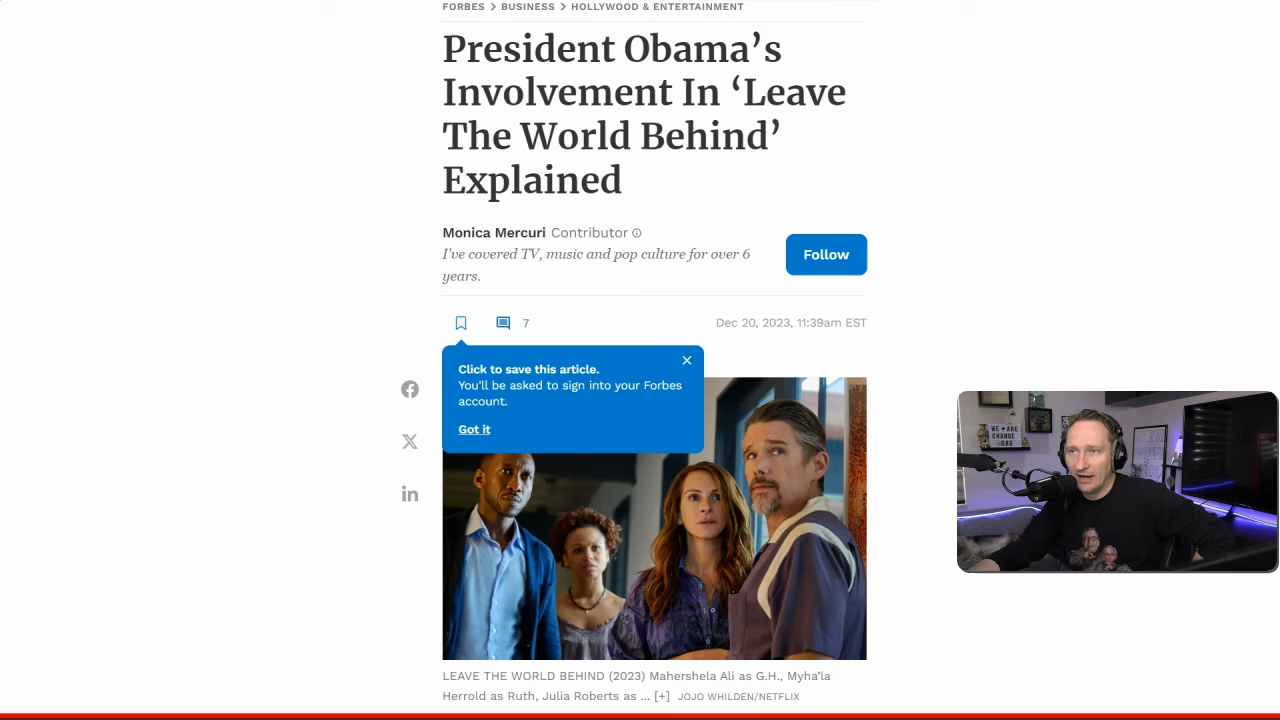 FORBES > BUSINESS > HOLLYWOOD & ENTERTAINMENT
President Obama’s
Involvement In ‘Leave
The World Behind’
Explained
Monica Mercuri Contributor
I've covered TV, music and pop culture for over 6
years.
Follow
7
Dec 20, 2023, 11:39am EST
Click to save this article.
You'll be asked to sign into your Forbes
account.
Got it
WE ARE
CHANGE
LEAVE THE WORLD BEHIND (2023) Mahershela Ali as G.H., Myha’la
Herrold as Ruth, Julia Roberts as ... [+] JOJO WHILDEN/NETFLIX